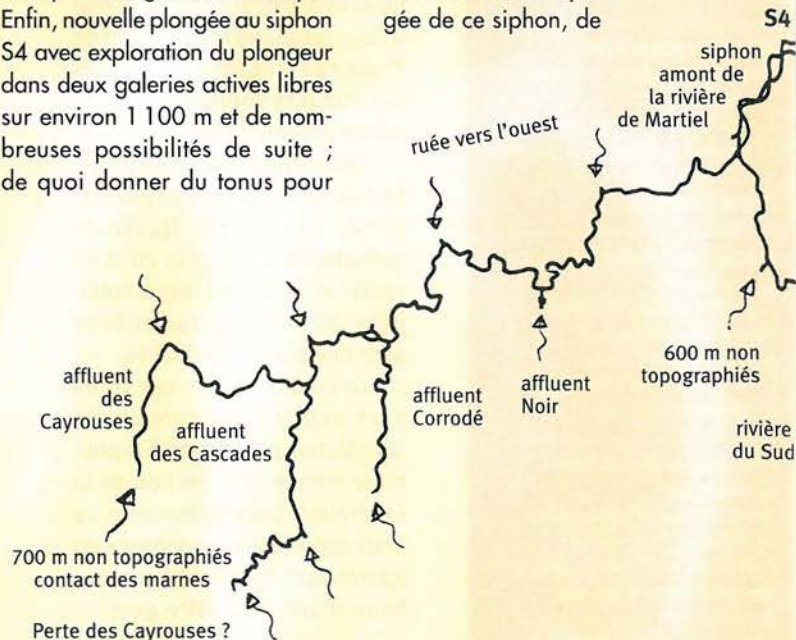 Enfin, nouvelle plongée au siphon
S4 avec exploration du plongeur
dans deux galeries actives libres
sur environ 1 100 m et de nom-
breuses possibilités de suite ;
de quoi donner du tonus pour
gée de ce siphon, de
S4
siphon
amont de
la rivière
de Martiel
ruée vers l'ouest
600 m non
topographiés
rivière
du Sud
affluent
Noir
affluent
Corrodé
affluent
des
Cayrouses
affluent
des Cascades
700 m non topographiés
contact des marnes
Perte des Cayrouses ?